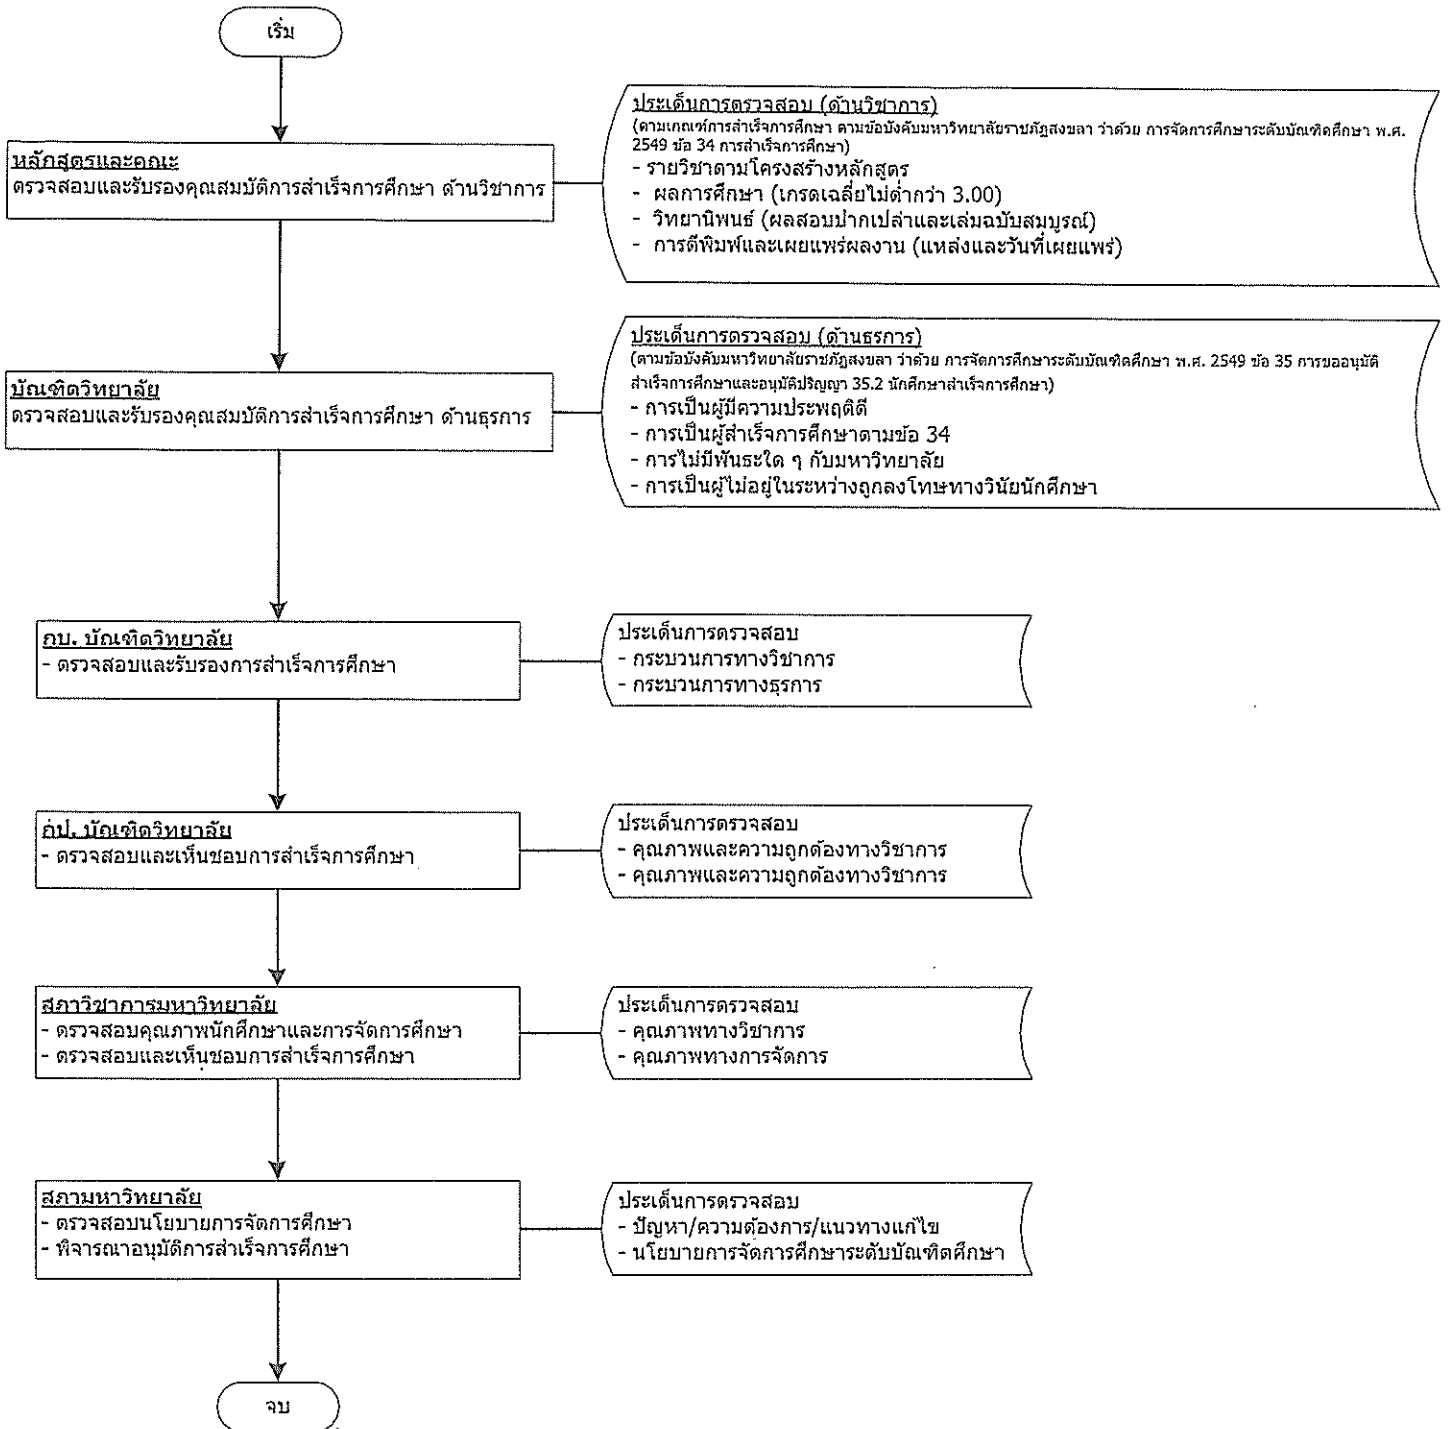 เริ่ม
หลักสูตรและคณะ
ตรวจสอบและรับรองคุณสมบัติการสำเร็จการศึกษา ด้านวิชาการ
ประเด็นการตรวจสอบ (ด้านวิชาการ)
(ตามเกณฑ์การสำเร็จการศึกษา ตามข้อบังคับมหาวิทยาลัยราชภัฏสงขลา ว่าด้วย การจัดการศึกษาระดับบัณฑิตศึกษา พ.ศ.
2549 ข้อ 34 การสำเร็จการศึกษา)
- รายวิชาตามโครงสร้างหลักสูตร
- ผลการศึกษา (เกรดเฉลี่ยไม่ต่ำกว่า 3.00)
- วิทยานิพนธ์ (ผลสอบปากเปล่าและเล่มฉบับสมบูรณ์)
- การตีพิมพ์และเผยแพร่ผลงาน (แหล่งและวันที่เผยแพร่)
บัณฑิตวิทยาลัย
ตรวจสอบและรับรองคุณสมบัติการสำเร็จการศึกษา ด้านธุรการ
ประเด็นการตรวจสอบ (ด้านธุรการ)
(ตามข้อบังคับมหาวิทยาลัยราชภัฏสงขลา ว่าด้วย การจัดการศึกษาระดับบัณฑิตศึกษา พ.ศ. 2549 ข้อ 35 การขออนุมัติ
สำเร็จการศึกษาและอนุมัติปริญญา 35.2 นักศึกษาสำเร็จการศึกษา)
- การเป็นผู้มีความประพฤติดี
- การเป็นผู้สำเร็จการศึกษาตามข้อ 34
- การไม่มีพันธะใด ๆ กับมหาวิทยาลัย
- การเป็นผู้ไม่อยู่ในระหว่างถูกลงโทษทางวินัยนักศึกษา
กบ. บัณฑิตวิทยาลัย
- ตรวจสอบและรับรองการสำเร็จการศึกษา
ประเด็นการตรวจสอบ
- กระบวนการทางวิชาการ
- กระบวนการทางธุรการ
กป. บัณฑิตวิทยาลัย
- ตรวจสอบและเห็นชอบการสำเร็จการศึกษา
ประเด็นการตรวจสอบ
- คุณภาพและความถูกต้องทางวิชาการ
- คุณภาพและความถูกต้องทางวิชาการ
สภาวิชาการมหาวิทยาลัย
- ตรวจสอบคุณภาพนักศึกษาและการจัดการศึกษา
- ตรวจสอบและเห็นชอบการสำเร็จการศึกษา
ประเด็นการตรวจสอบ
- คุณภาพทางวิชาการ
- คุณภาพทางการจัดการ
สภามหาวิทยาลัย
- ตรวจสอบนโยบายการจัดการศึกษา
- พิจารณาอนุมัติการสำเร็จการศึกษา
ประเด็นการตรวจสอบ
- ปัญหา/ความต้องการ/แนวทางแก้ไข
- นโยบายการจัดการศึกษาระดับบัณฑิตศึกษา
จบ